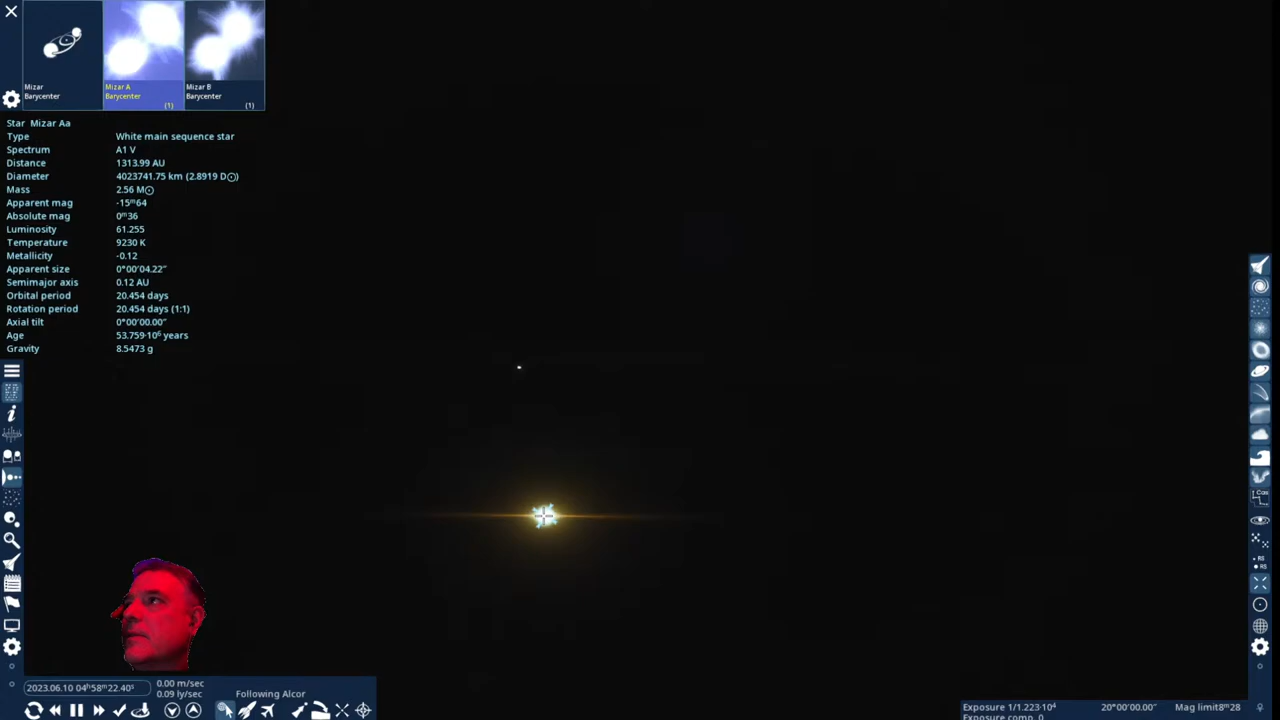 Mizar
Barycenter
Mizar A
Barycenter
(1)
Mizar B
Barycenter
(1)
Star Mizar Aa
Type White main sequence star
Spectrum A1 V
Distance 1313.99 AU
Diameter 4023741.75 km (2.8919 D☉)
Mass 2.56 M☉
Apparent mag -15ᵐ64
Absolute mag 0ᵐ36
Luminosity 61.255
Temperature 9230 K
Metallicity -0.12
Apparent size 0°00′04.22″
Semimajor axis 0.12 AU
Orbital period 20.454 days
Rotation period 20.454 days (1:1)
Axial tilt 0°00′00.00″
Age 53.759·10⁶ years
Gravity 8.5473 g
Cas
RS
RS
2023.06.10 04ʰ58ᵐ22.40ˢ
0.00 m/sec
0.09 ly/sec
Following Alcor
Exposure 1/1.223·10⁴ 20°00′00.00″ Mag limit 8ᵐ28
Exposure comp. 0